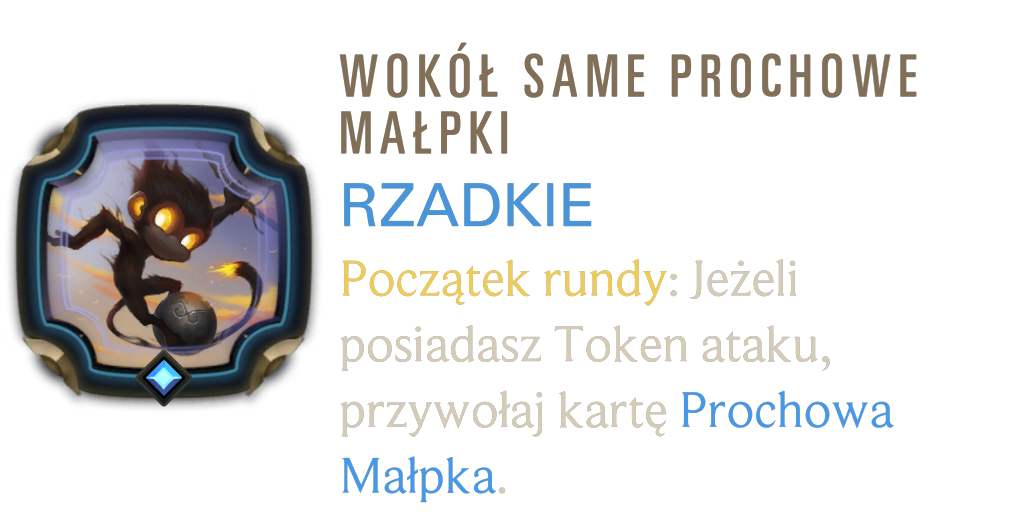 WOKÓŁ SAME PROCHOWE
MAŁPKI
RZADKIE
Początek rundy: Jeżeli
posiadasz Token ataku,
przywołaj kartę Prochowa
Małpka.